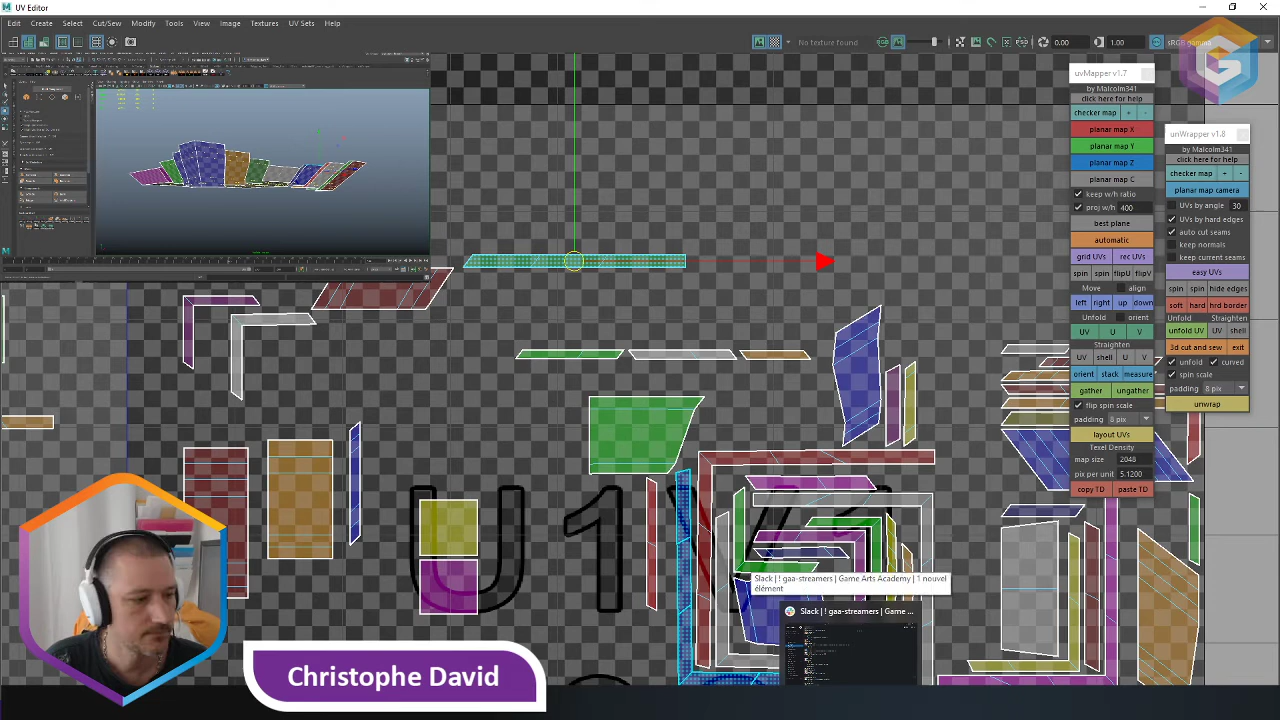 UV Editor
Edit Create Select Cut/Sew Modify Tools View Image Textures UV Sets Help
No texture found
0.00
1.00
sRGB gamma
uvMapper v1.7
by Malcolm341
click here for help
checker map + -
planar map X
planar map Y
planar map Z
planar map C
keep w/h ratio
proj w/h 400
best plane
automatic
grid UVs rec UVs
spin spin flipU flipV
Move align
left right up down
Unfold orient
UV U V
Straighten
UV shell U V
orient stack measure
gather ungather
flip spin scale
padding 8 pix
layout UVs
Texel Density
map size 2048
pix per unit 5.1200
copy TD paste TD
unWrapper v1.8
by Malcolm341
click here for help
checker map + -
planar map camera
UVs by angle 30
UVs by hard edges
auto cut seams
keep normals
keep current seams
easy UVs
spin spin hide edges
soft hard hrd border
Unfold Straighten
unfold UV UV shell
3d cut and sew exit
unfold curved
spin scale
padding 8 pix
unwrap
U1
Slack | ! gaa-streamers | Game Arts Academy | 1 nouvel
élément
Slack | ! gaa-streamers | Game ...
Christophe David